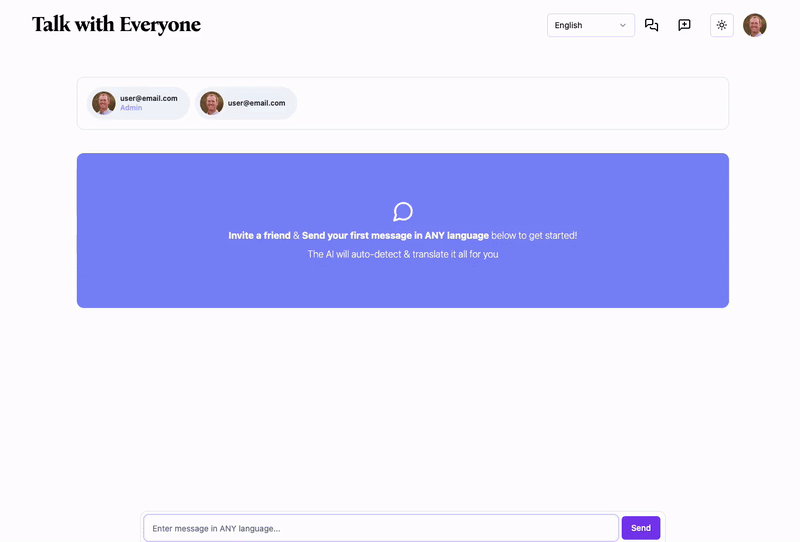 Talk with Everyone
English
user@email.com
Admin
user@email.com
Invite a friend & Send your first message in ANY language below to get started!
The AI will auto-detect & translate it all for you
Enter message in ANY language...
Send